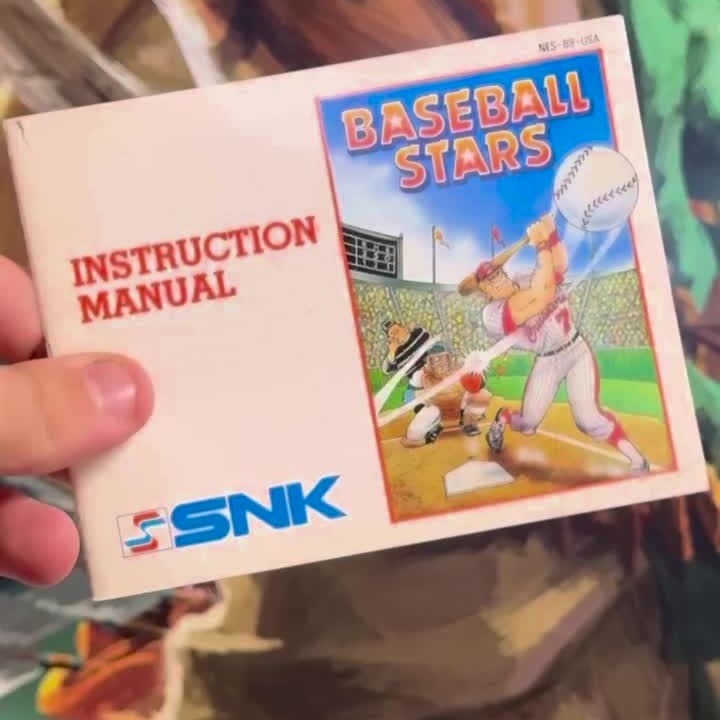 NES-B9-USA
BASEBALL
STARS
INSTRUCTION
MANUAL
7
SNK